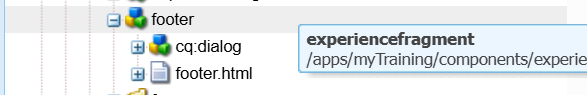 footer
cq:dialog
footer.html
experiencefragment
/apps/myTraining/components/experie